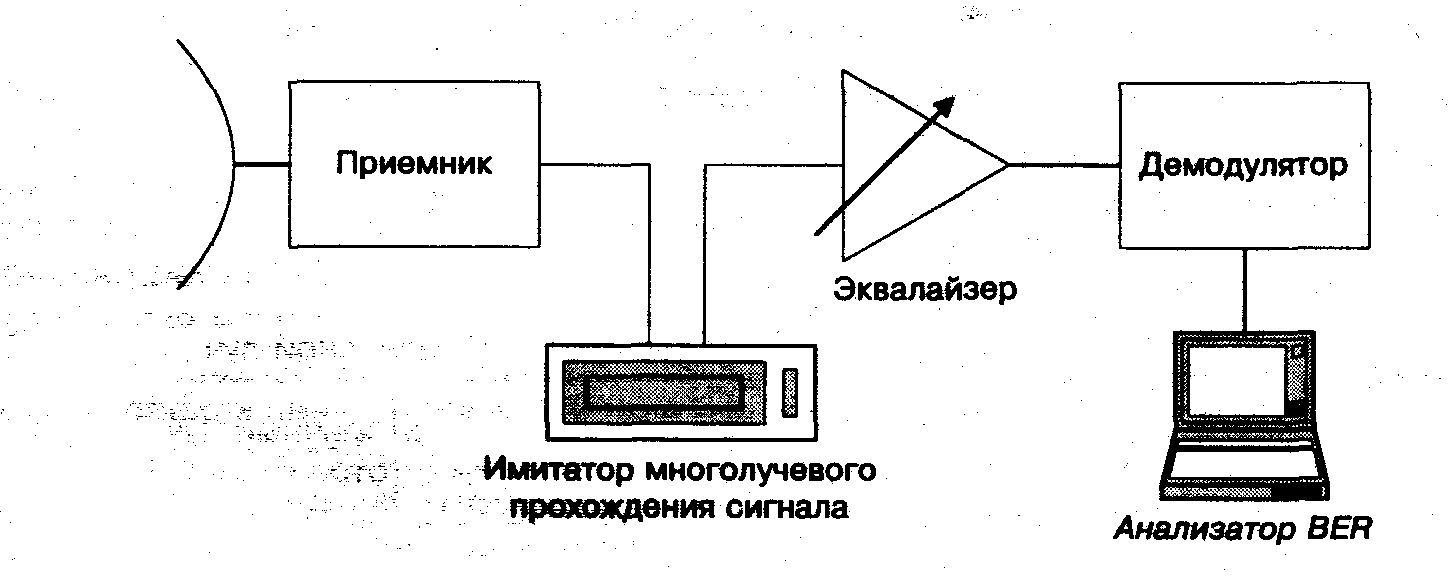 Приемник
Демодулятор
Эквалайзер
Имитатор многолучевого
прохождения сигнала
Анализатор BER